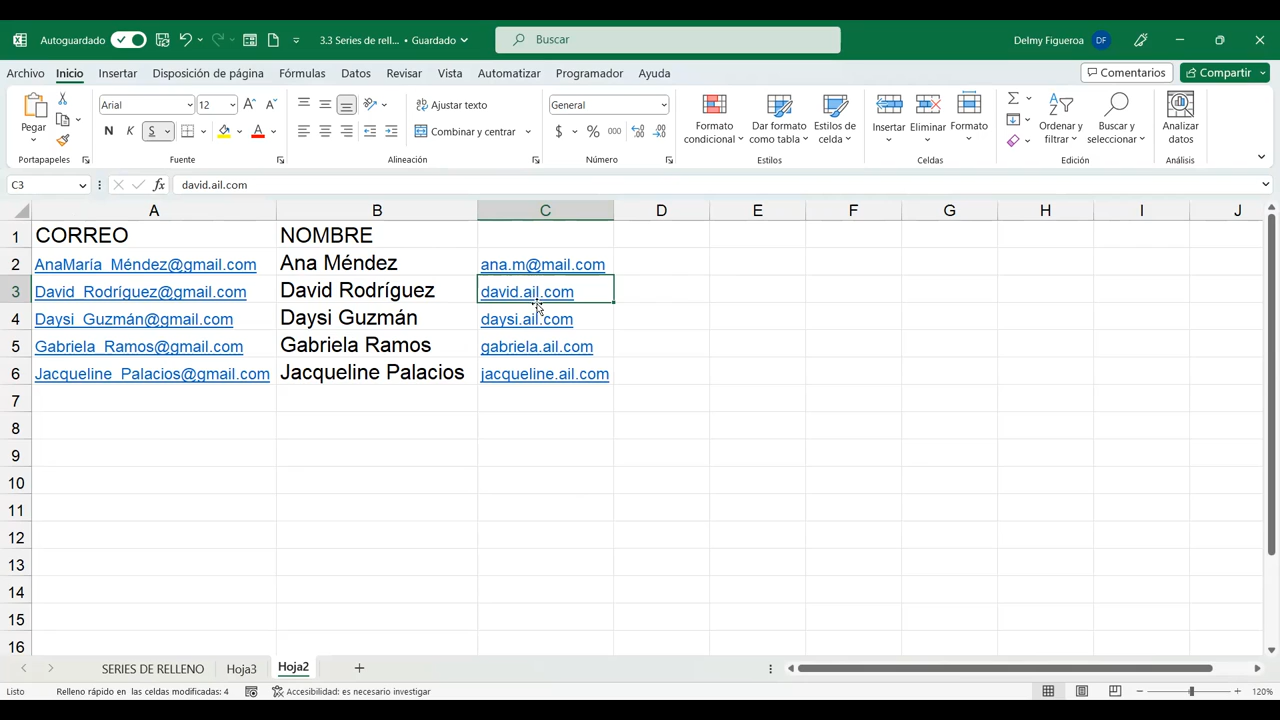 Autoguardado
3.3 Series de rell... • Guardado
Buscar
Delmy Figueroa
DF
Archivo Inicio Insertar Disposición de página Fórmulas Datos Revisar Vista Automatizar Programador Ayuda
Comentarios
Compartir
Pegar
Portapapeles
Arial
12
N K S
Fuente
Ajustar texto
Combinar y centrar
Alineación
General
$ % 000
Número
Formato condicional
Dar formato como tabla
Estilos de celda
Estilos
Insertar
Eliminar
Formato
Celdas
Ordenar y filtrar
Buscar y seleccionar
Edición
Analizar datos
Análisis
C3
fx
david.ail.com
A B C D E F G H I J
1 CORREO NOMBRE
2 AnaMaría_Méndez@gmail.com Ana Méndez ana.m@mail.com
3 David_Rodríguez@gmail.com David Rodríguez david.ail.com
4 Daysi_Guzmán@gmail.com Daysi Guzmán daysi.ail.com
5 Gabriela_Ramos@gmail.com Gabriela Ramos gabriela.ail.com
6 Jacqueline_Palacios@gmail.com Jacqueline Palacios jacqueline.ail.com
7
8
9
10
11
12
13
14
15
16
SERIES DE RELLENO Hoja3 Hoja2
Listo Relleno rápido en las celdas modificadas: 4 Accesibilidad: es necesario investigar 120%